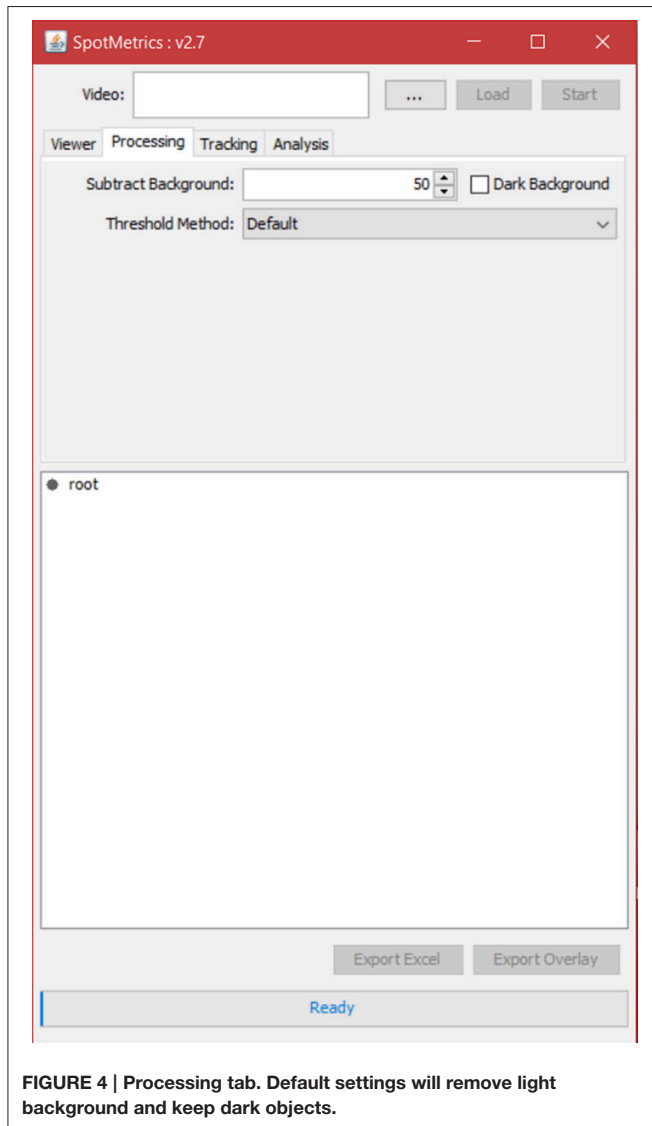 SpotMetrics : v2.7
Video: ... Load Start
Viewer Processing Tracking Analysis
Subtract Background: 50 Dark Background
Threshold Method: Default
root
Export Excel Export Overlay
Ready
FIGURE 4 | Processing tab. Default settings will remove light
background and keep dark objects.